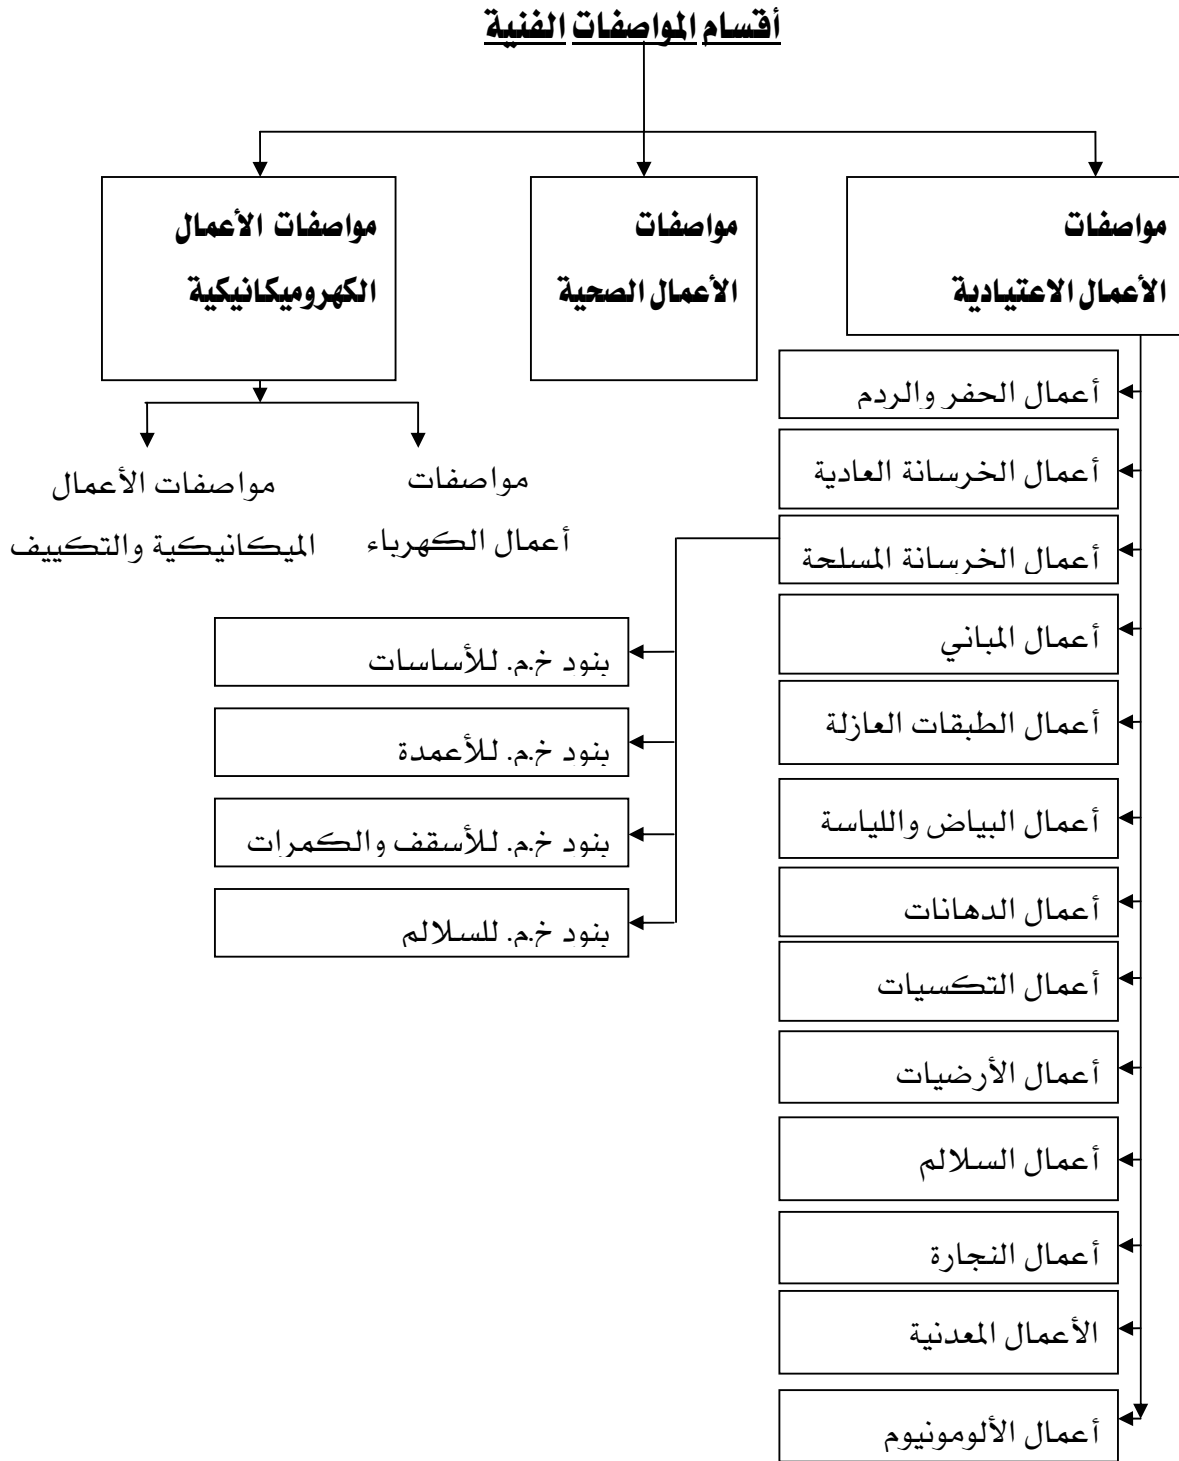 أقسام المواصفات الفنية
مواصفات
الأعمال الاعتيادية
مواصفات
الأعمال الصحية
مواصفات الأعمال
الكهروميكانيكية
مواصفات
أعمال الكهرباء
مواصفات الأعمال
الميكانيكية والتكييف
أعمال الحفر والردم
أعمال الخرسانة العادية
أعمال الخرسانة المسلحة
بنود خ.م. للأساسات
بنود خ.م. للأعمدة
بنود خ.م. للأسقف والكمرات
بنود خ.م. للسلالم
أعمال المباني
أعمال الطبقات العازلة
أعمال البياض واللياسة
أعمال الدهانات
أعمال التكسيات
أعمال الأرضيات
أعمال السلالم
أعمال النجارة
الأعمال المعدنية
أعمال الألومونيوم